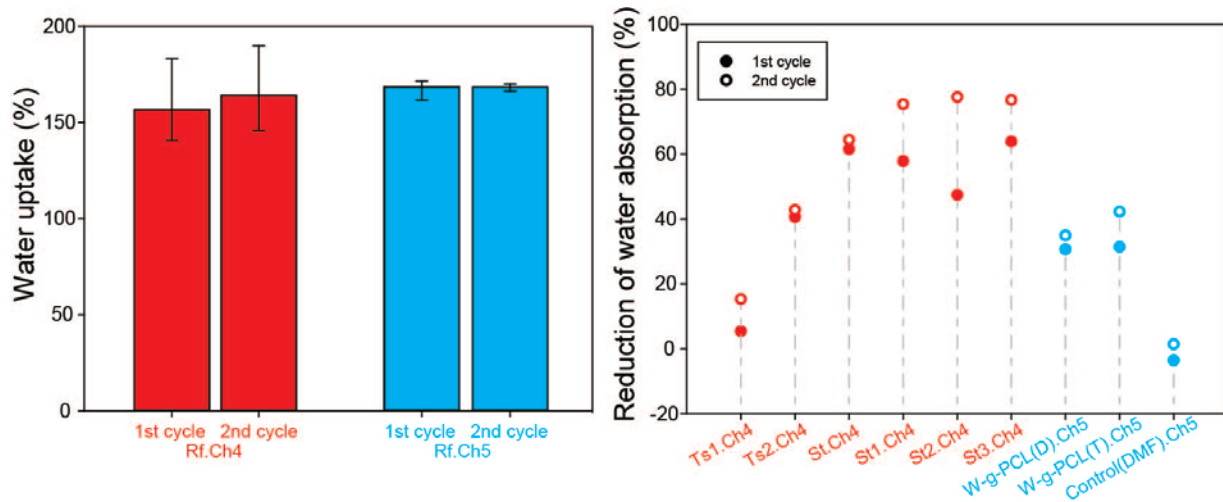 Water uptake (%)
200
150
100
50
0
1st cycle 2nd cycle
Rf.Ch4
1st cycle 2nd cycle
Rf.Ch5
Reduction of water absorption (%)
100
80
60
40
20
0
-20
1st cycle
2nd cycle
Ts1.Ch4
Ts2.Ch4
St.Ch4
St1.Ch4
St2.Ch4
St3.Ch4
W-g-PCL(D).Ch5
W-g-PCL(T).Ch5
Control(DMF).Ch5